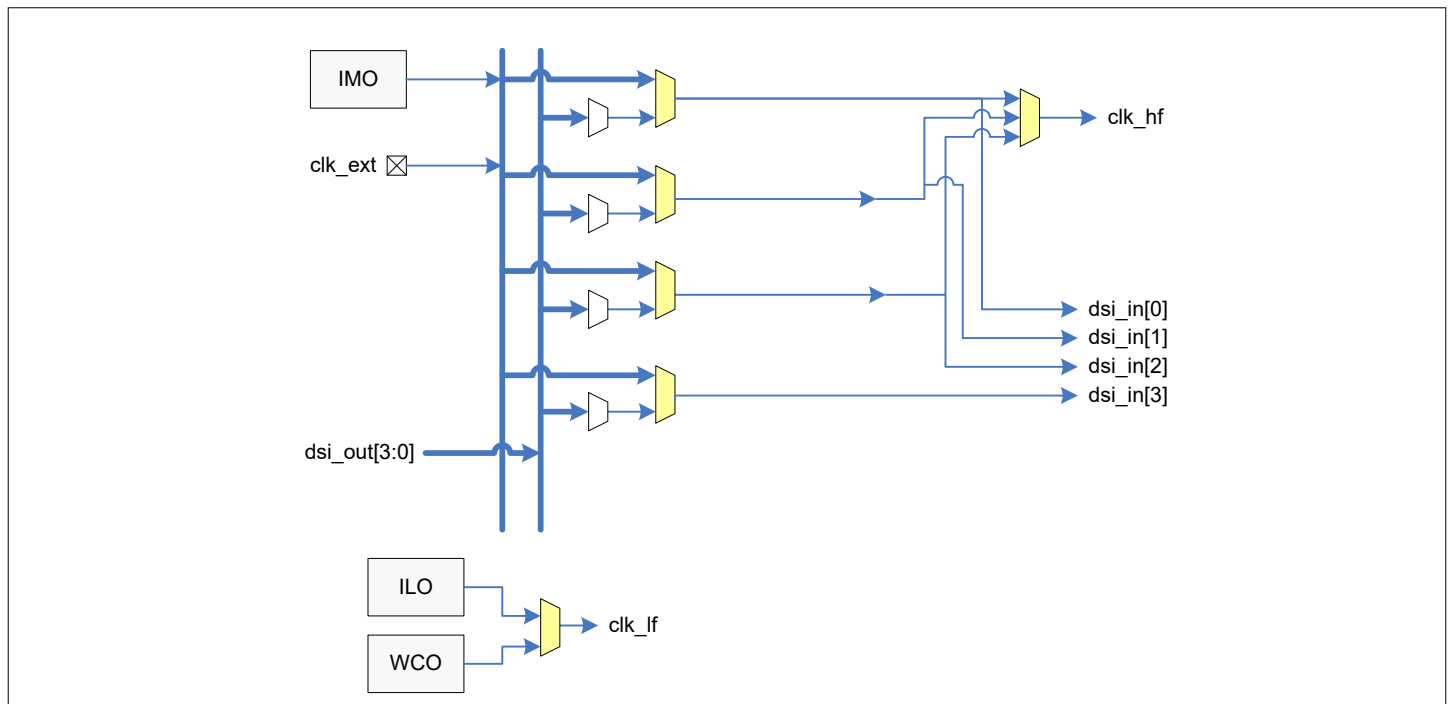 IMO
clk_hf
clk_ext
dsi_in[0]
dsi_in[1]
dsi_in[2]
dsi_in[3]
dsi_out[3:0]
ILO
clk_lf
WCO